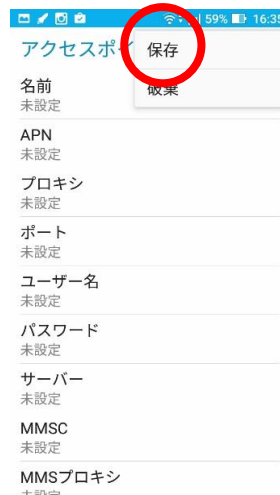 59% 16:35
アクセスポイ
保存
破棄
名前
未設定
APN
未設定
プロキシ
未設定
ポート
未設定
ユーザー名
未設定
パスワード
未設定
サーバー
未設定
MMSC
未設定
MMSプロキシ
未設定